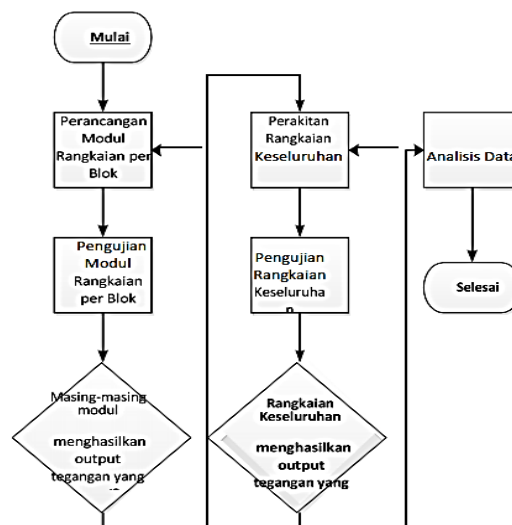 Mulai
Perancangan
Modul
Rangkaian per
Blok
Pengujian
Modul
Rangkaian
per Blok
Masing-masing
modul
menghasilkan
output
tegangan yang
Perakitan
Rangkaian
Keseluruhan
Pengujian
Rangkaian
Keseluruha
n
Rangkaian
Keseluruhan
menghasilkan
output
tegangan yang
Analisis Data
Selesai